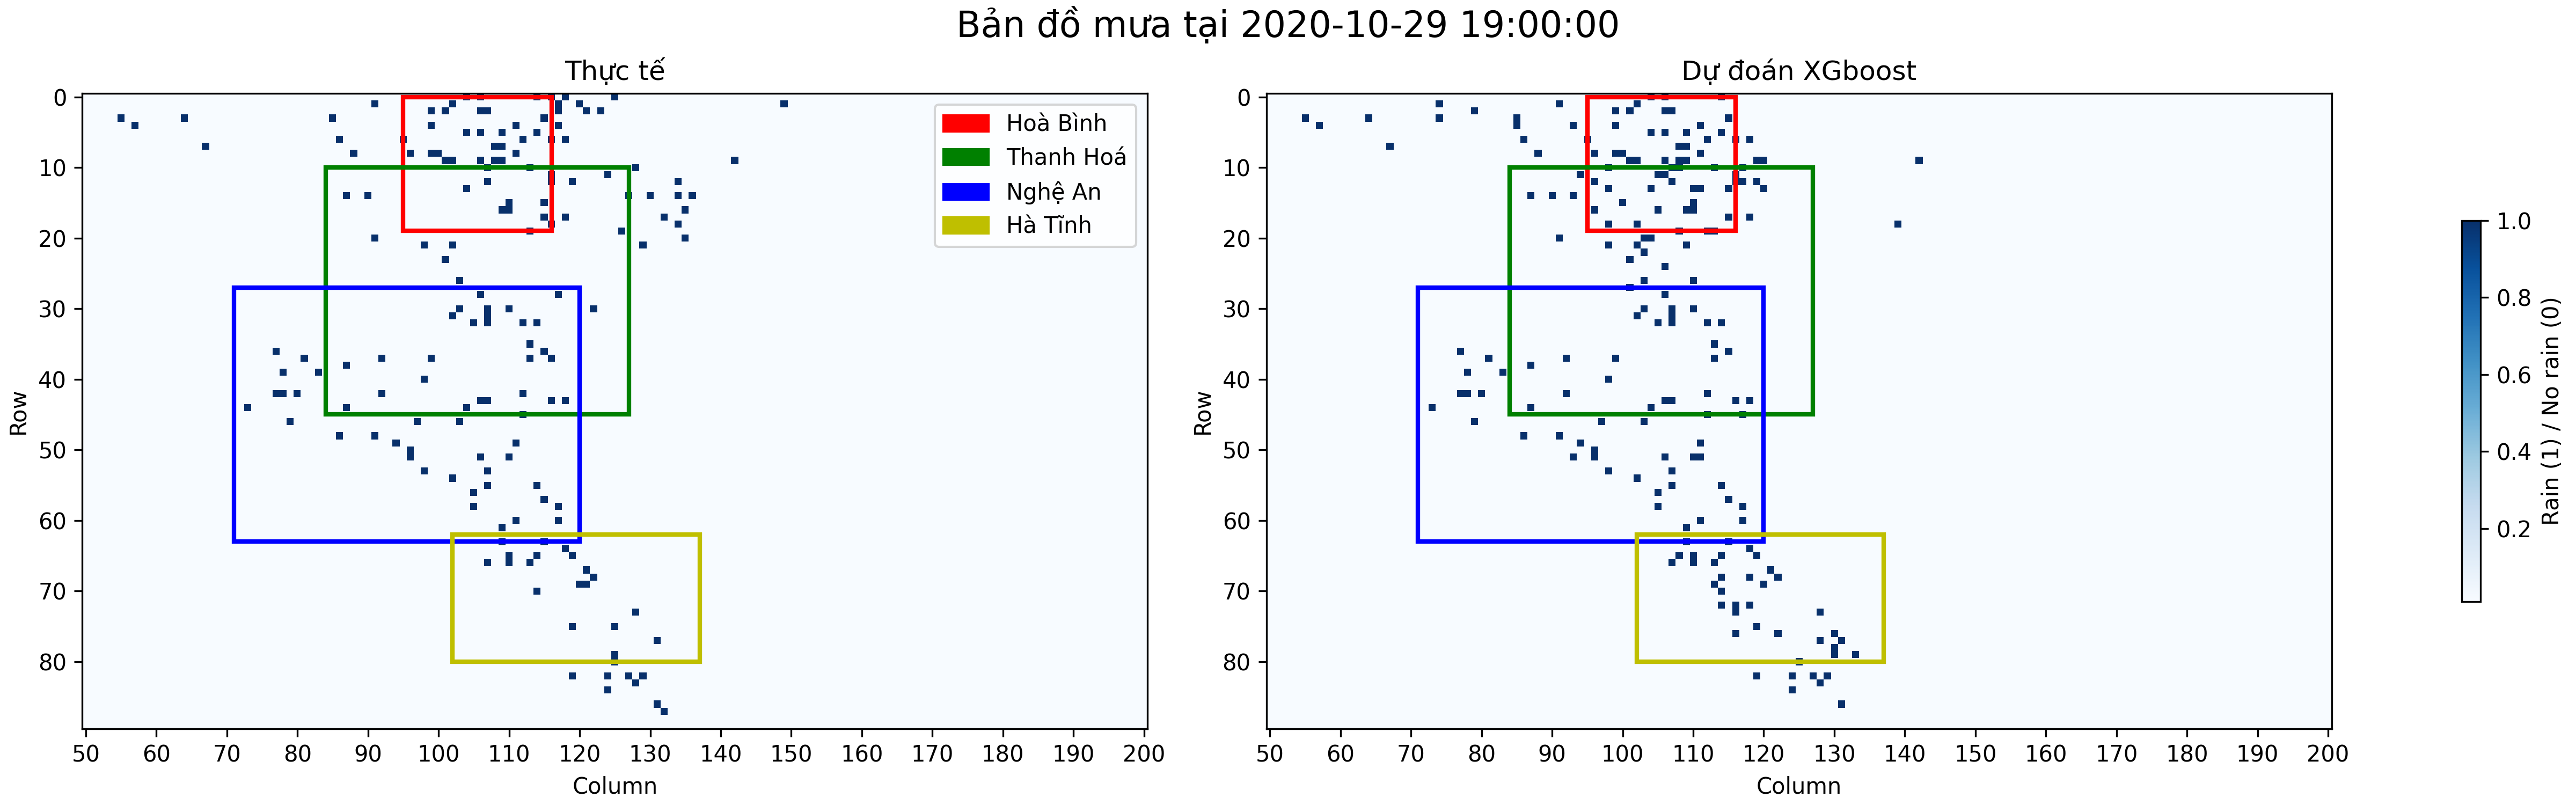 Bản đồ mưa tại 2020-10-29 19:00:00
Thực tế
0
10
20
30
40
50
60
70
80
Row
50 60 70 80 90 100 110 120 130 140 150 160 170 180 190 200
Column
Hoà Bình
Thanh Hoá
Nghệ An
Hà Tĩnh
Dự đoán XGboost
0
10
20
30
40
50
60
70
80
Row
50 60 70 80 90 100 110 120 130 140 150 160 170 180 190 200
Column
1.0
0.8
0.6
0.4
0.2
Rain (1) / No rain (0)